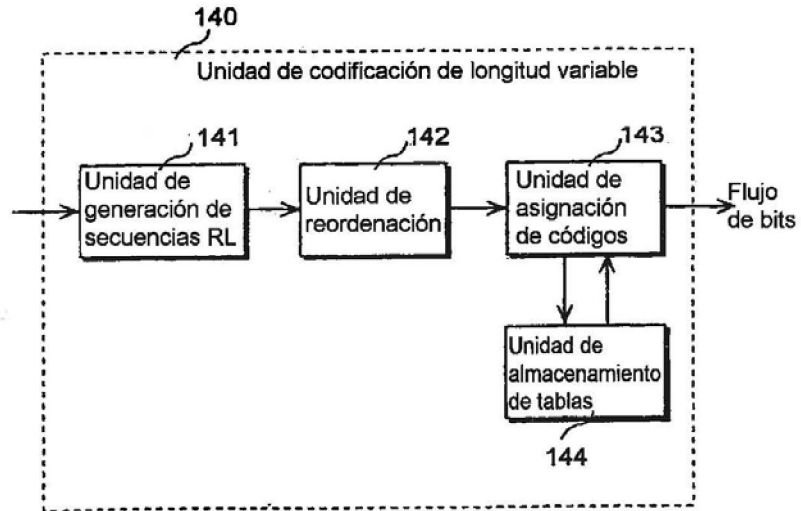 140
Unidad de codificación de longitud variable
141
Unidad de
generación de
secuencias RL
142
Unidad de
reordenación
143
Unidad de
asignación
de códigos
Flujo
de bits
Unidad de
almacenamiento
de tablas
144